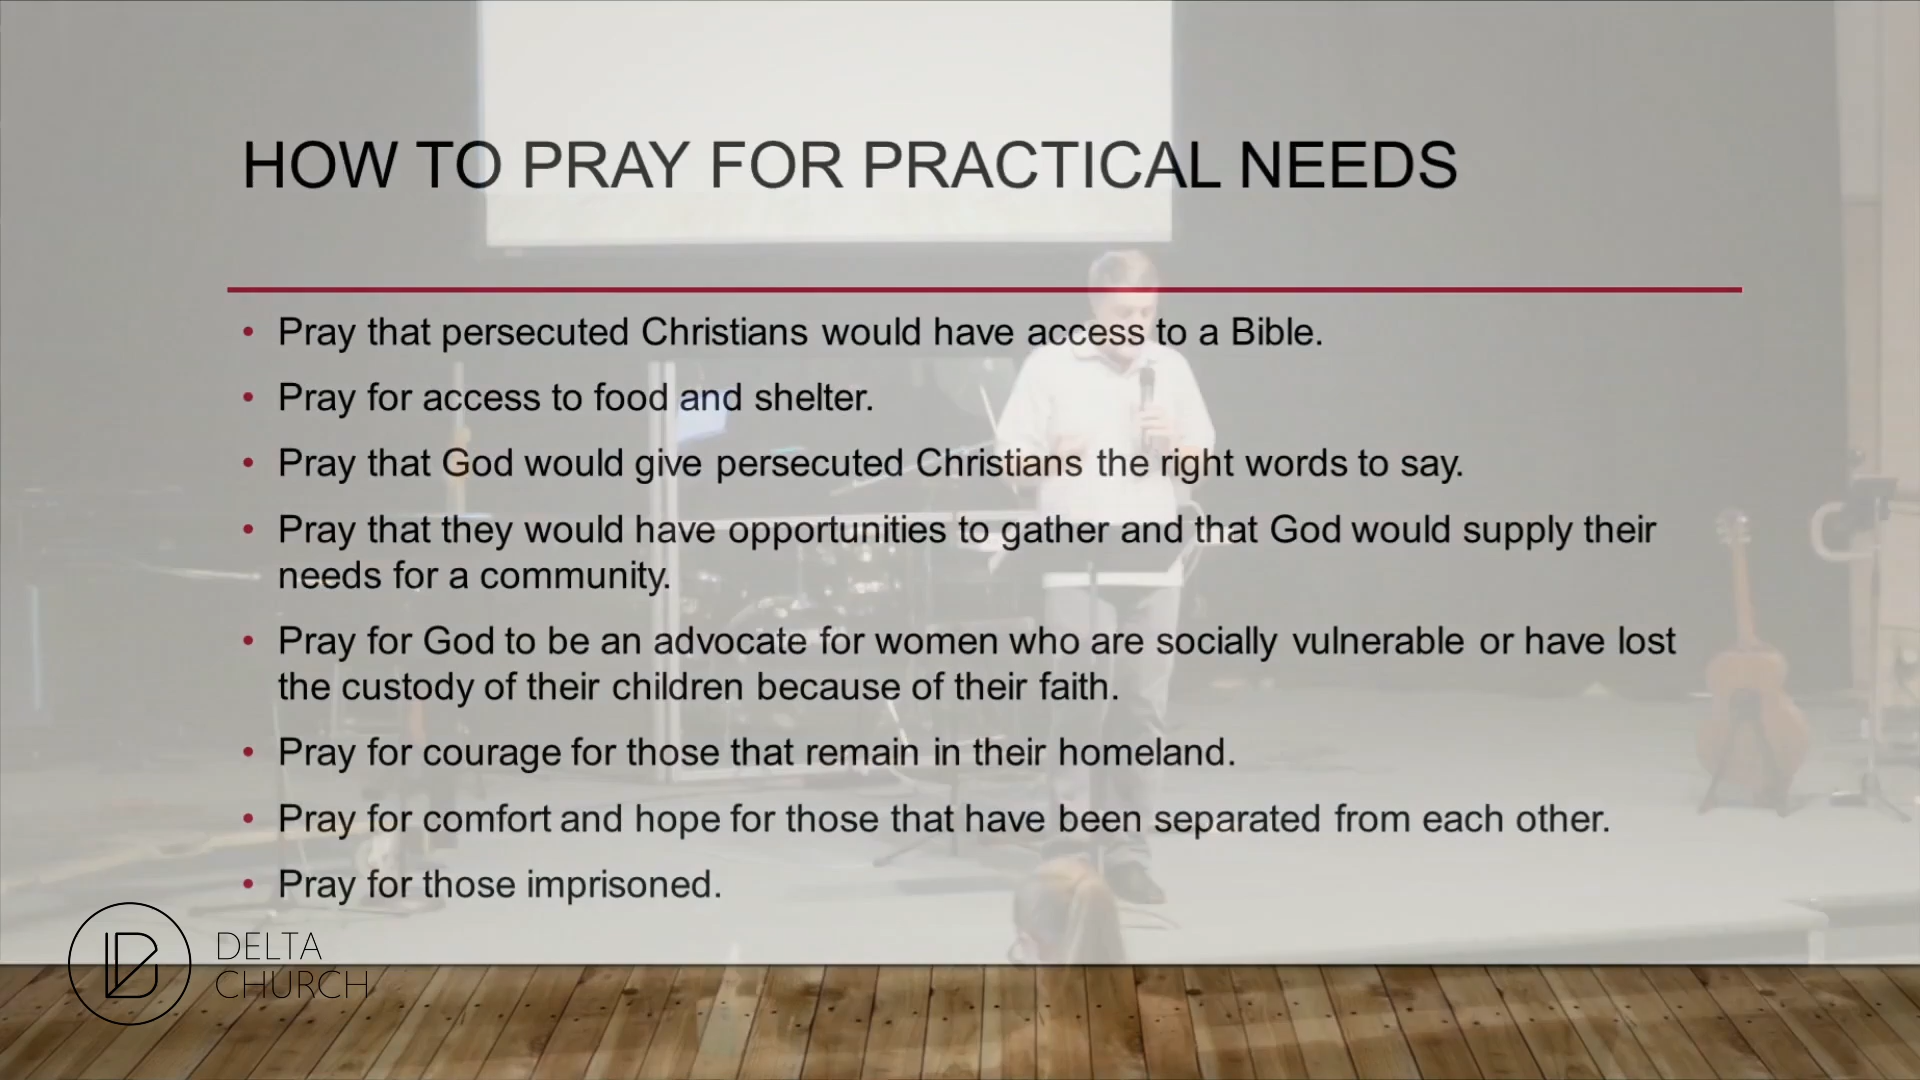 HOW TO PRAY FOR PRACTICAL NEEDS
• Pray that persecuted Christians would have access to a Bible.
• Pray for access to food and shelter.
• Pray that God would give persecuted Christians the right words to say.
• Pray that they would have opportunities to gather and that God would supply their
needs for a community.
• Pray for God to be an advocate for women who are socially vulnerable or have lost
the custody of their children because of their faith.
• Pray for courage for those that remain in their homeland.
• Pray for comfort and hope for those that have been separated from each other.
• Pray for those imprisoned.
DELTA
CHURCH